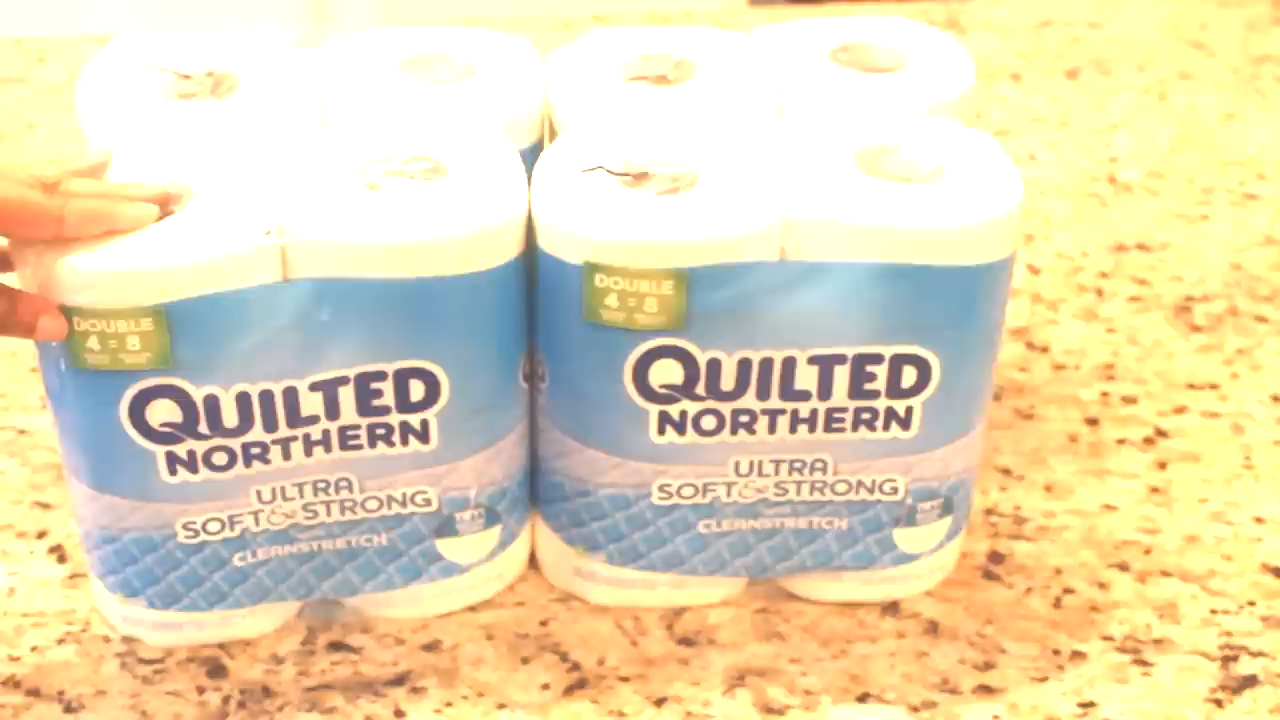 DOUBLE
4 = 8
QUILTED
NORTHERN
ULTRA
SOFT & STRONG
CLEANSTRETCH
DOUBLE
4 = 8
QUILTED
NORTHERN
ULTRA
SOFT & STRONG
CLEANSTRETCH